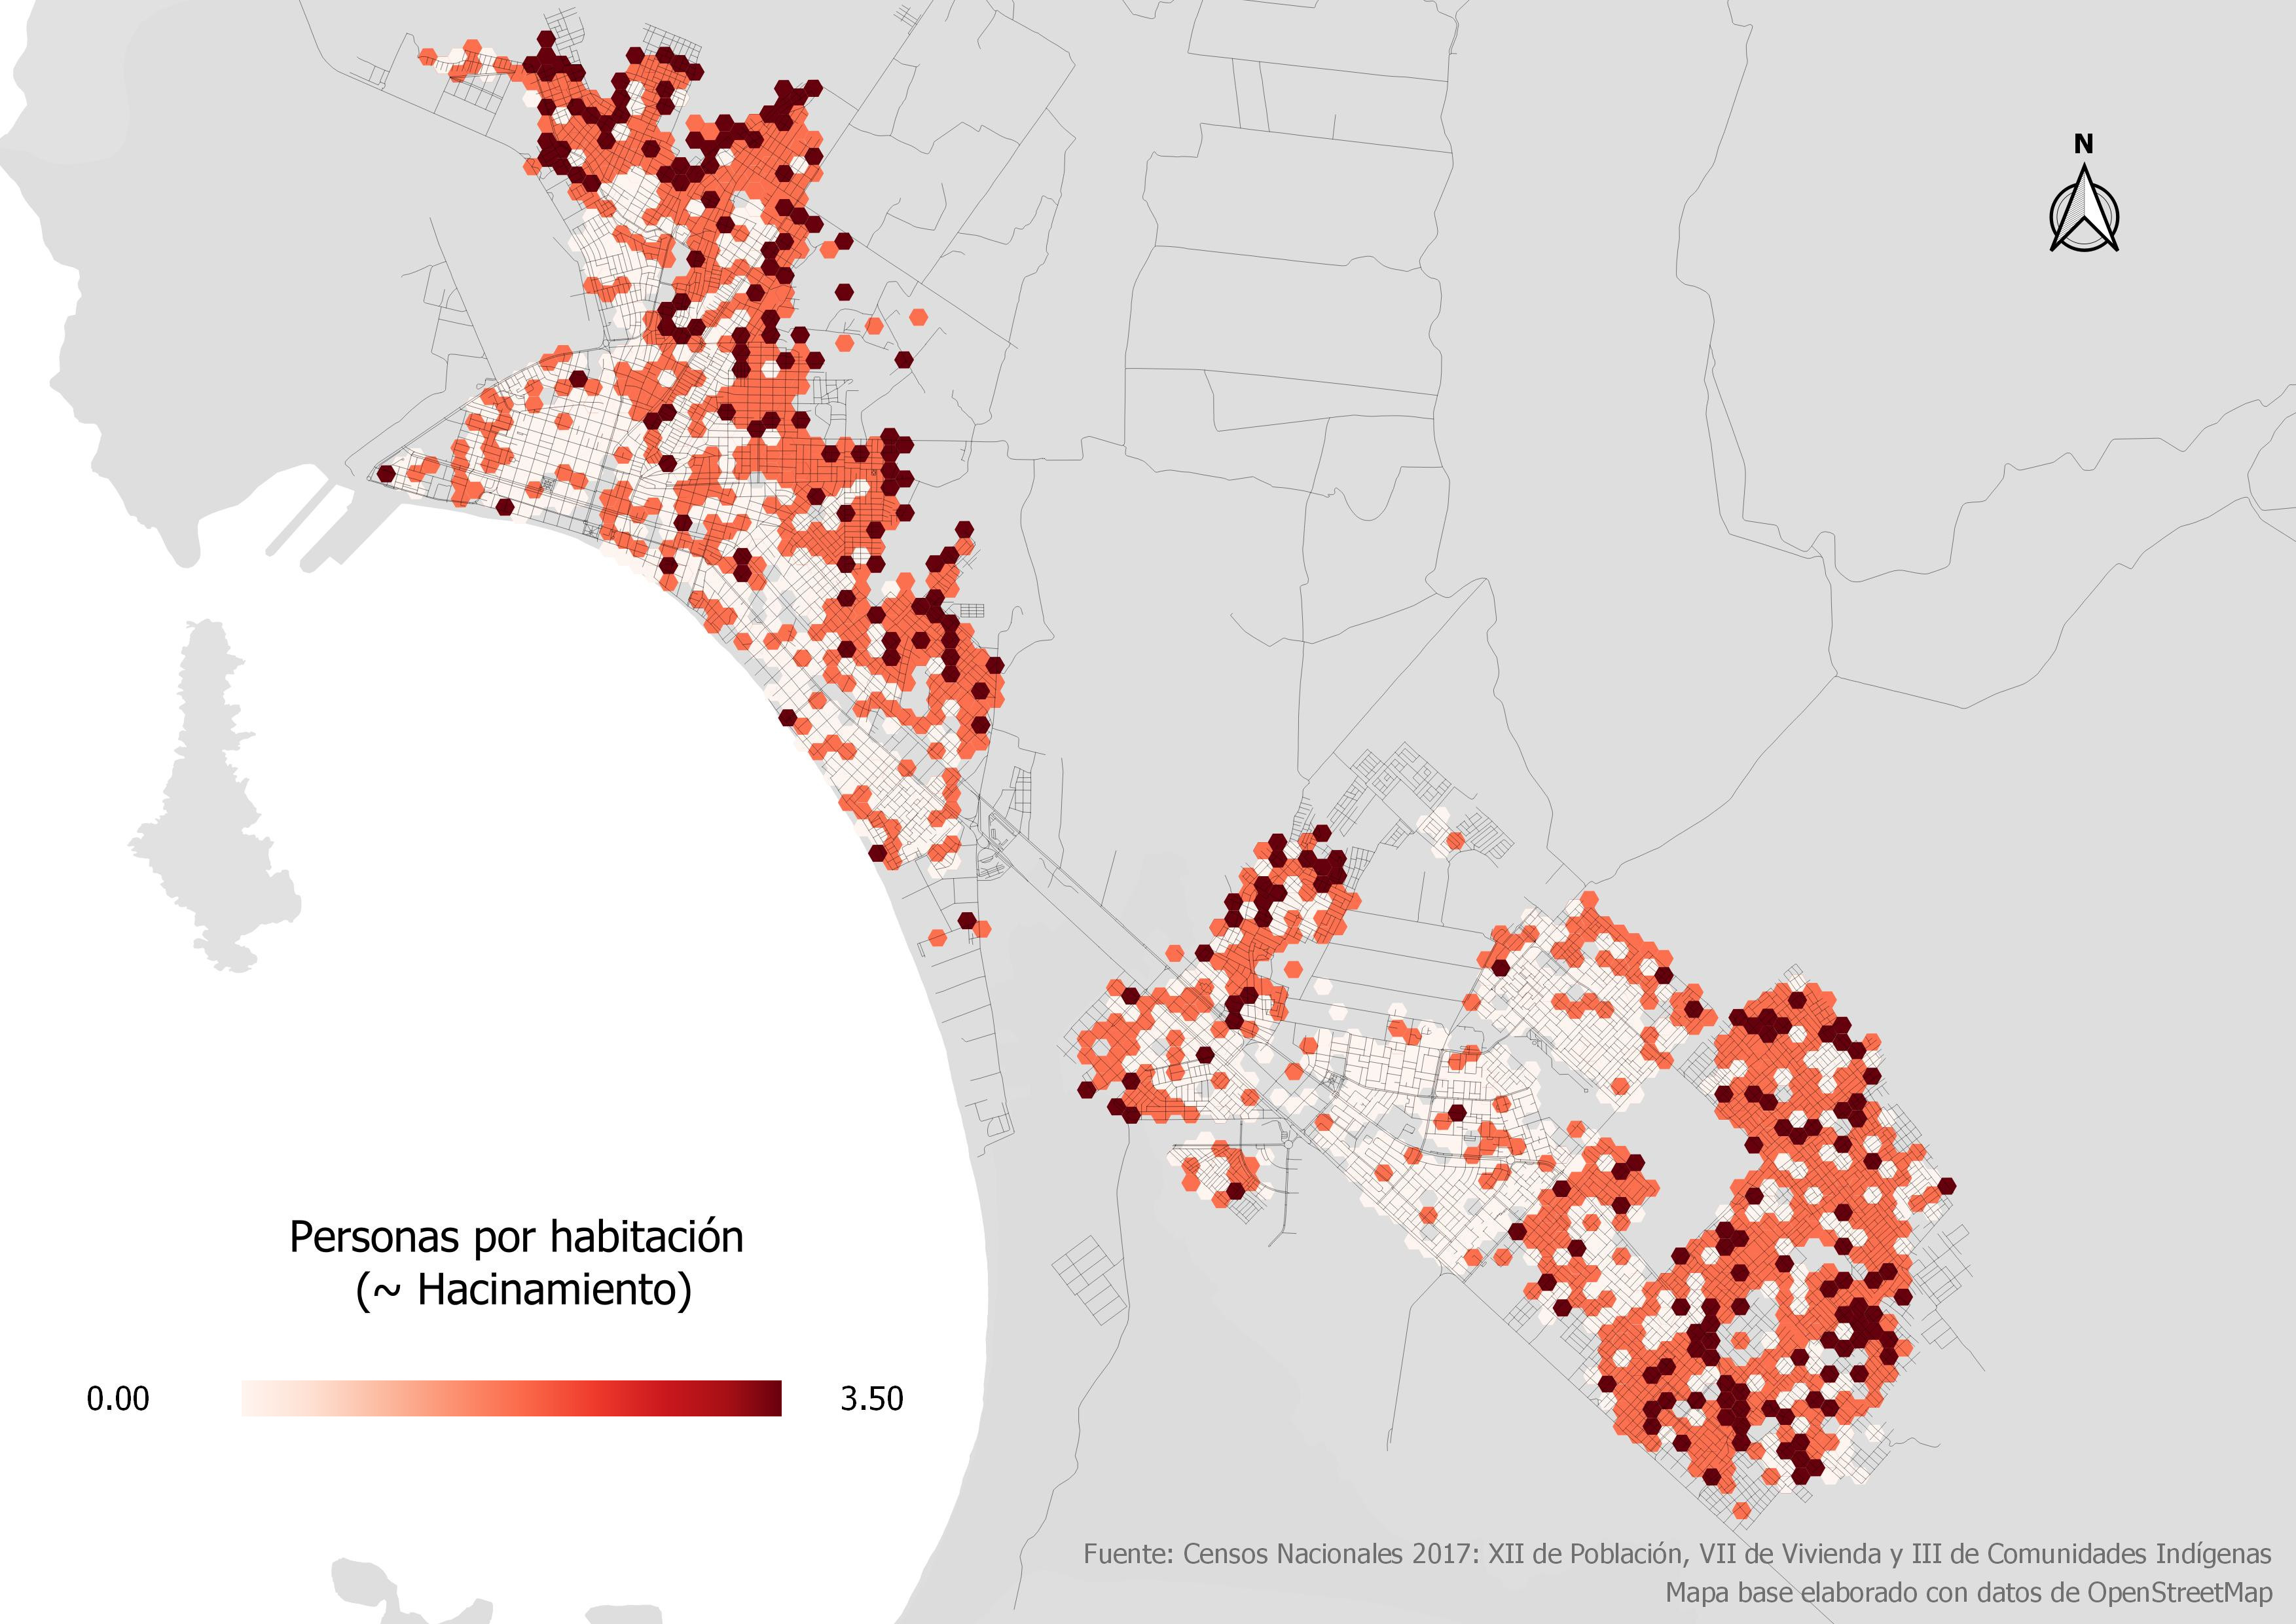 N
Personas por habitación
(~ Hacinamiento)
0.00
3.50
Fuente: Censos Nacionales 2017: XII de Población, VII de Vivienda y III de Comunidades Indígenas
Mapa base elaborado con datos de OpenStreetMap